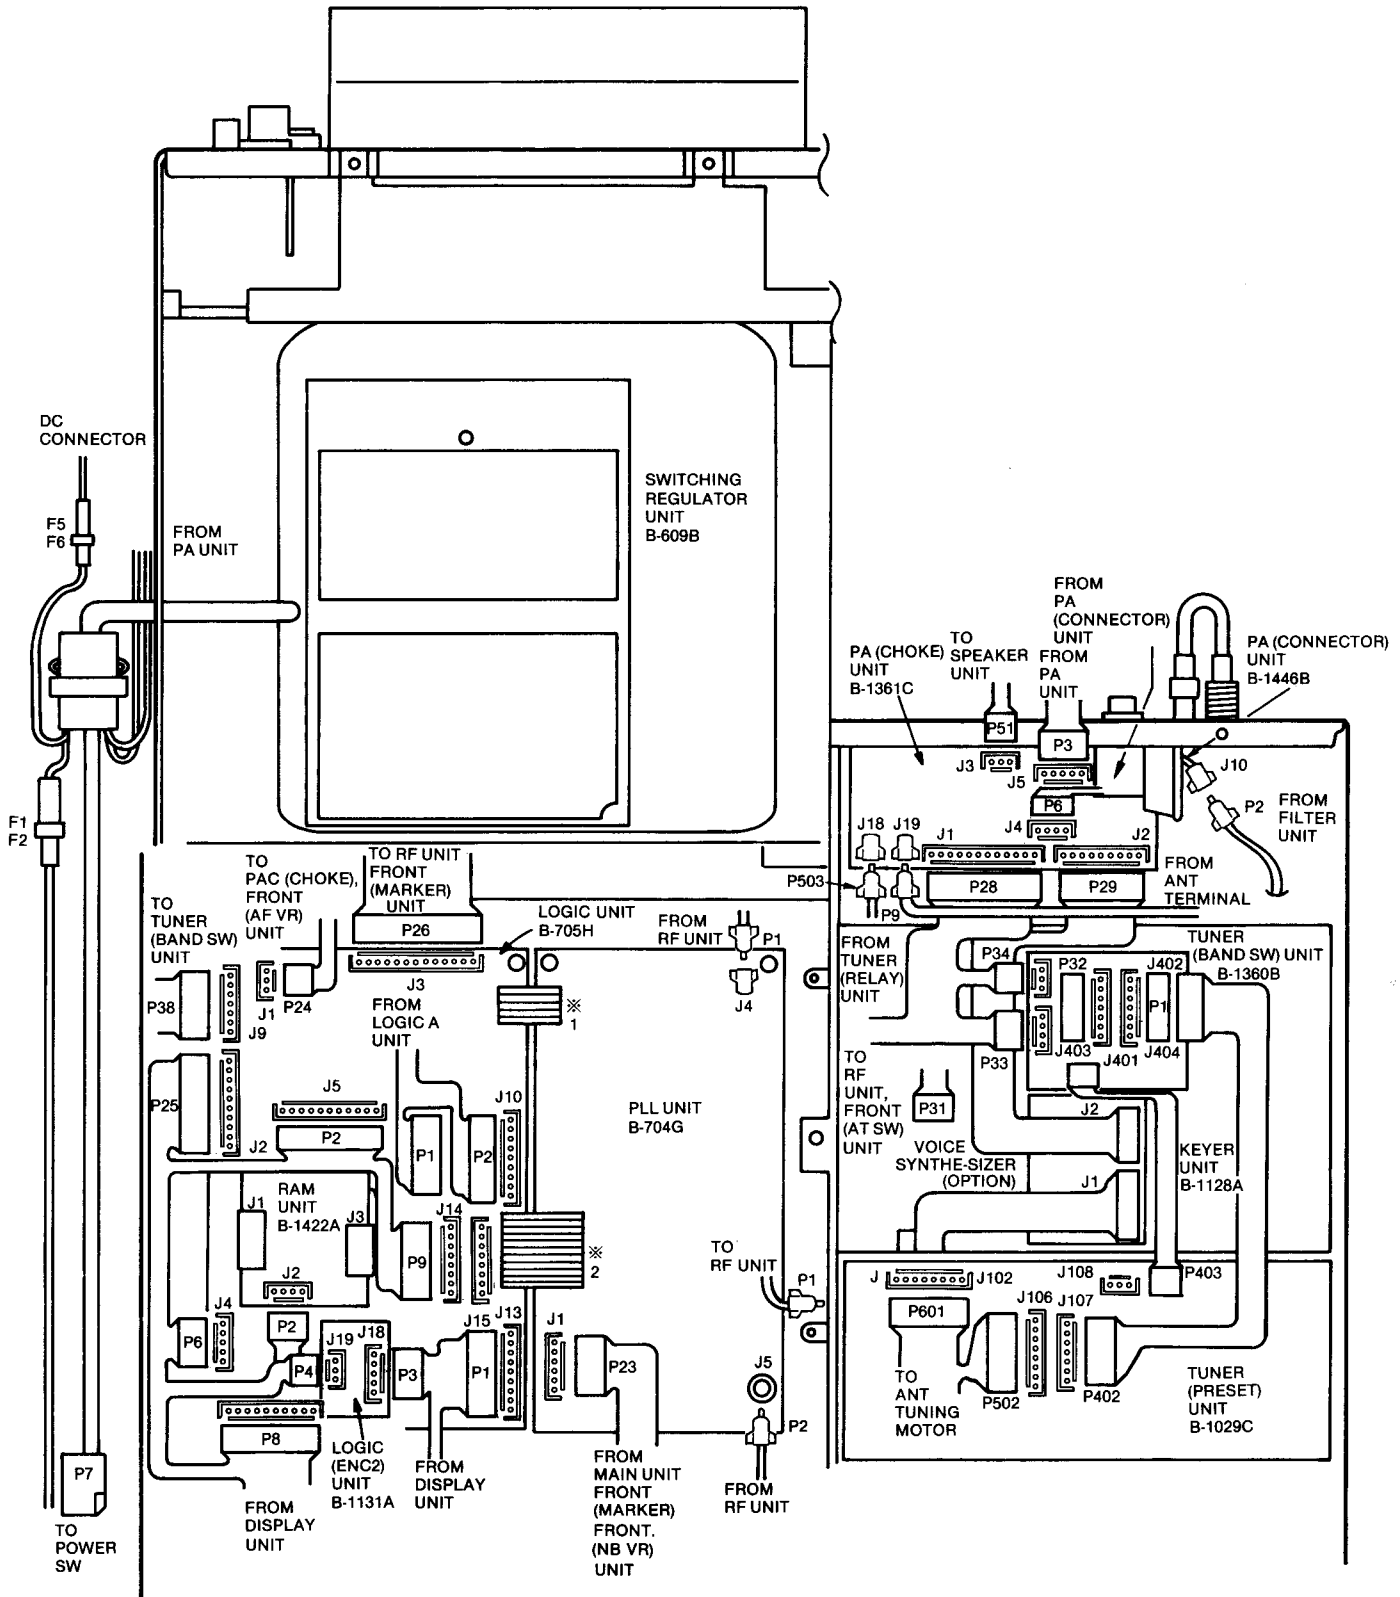 DC
CONNECTOR
F5
F6
FROM
PA UNIT
SWITCHING
REGULATOR
UNIT
B-609B
F1
F2
P7
TO
POWER
SW
PA (CHOKE)
UNIT
B-1361C
TO
SPEAKER
UNIT
FROM
PA
(CONNECTOR)
UNIT
FROM
PA
UNIT
PA (CONNECTOR)
UNIT
B-1446B
P51
P3
J3
J5
J10
P6
P2
FROM
FILTER
UNIT
J18
J19
J1
J4
J2
P503
P28
P29
FROM
ANT
TERMINAL
P9
TO
TUNER
(BAND SW)
UNIT
TO
PAC (CHOKE),
FRONT
(AF VR)
UNIT
TO RF UNIT
FRONT
(MARKER)
UNIT
P26
LOGIC UNIT
B-705H
FROM
RF UNIT
P1
J4
P38
J9
J1
P24
J3
FROM
LOGIC A
UNIT
※
1
P25
J2
J5
P2
P1
P2
J10
PLL UNIT
B-704G
RAM
UNIT
B-1422A
J1
J3
J2
P9
J14
※
2
TO
RF UNIT
P1
P6
J4
P2
P4
J19
J18
P3
J15
P1
J13
J1
P23
J5
P2
P8
FROM
DISPLAY
UNIT
LOGIC
(ENC2)
UNIT
B-1131A
FROM
DISPLAY
UNIT
FROM
MAIN UNIT
FRONT
(MARKER)
FRONT.
(NB VR)
UNIT
FROM
RF UNIT
FROM
TUNER
(RELAY)
UNIT
P34
P32
J402
TUNER
(BAND SW) UNIT
B-1360B
P1
P33
J403
J401
J404
TO
RF
UNIT,
FRONT
(AT SW)
UNIT
P31
J2
VOICE
SYNTHE-SIZER
(OPTION)
J1
KEYER
UNIT
B-1128A
J
J102
J108
P403
P601
J106
J107
TO
ANT
TUNING
MOTOR
P502
P402
TUNER
(PRESET)
UNIT
B-1029C